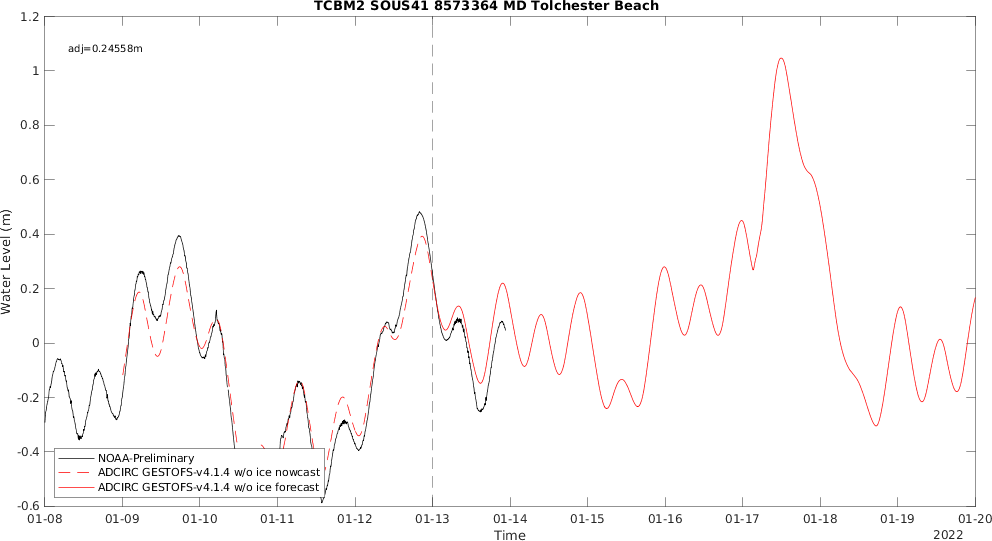 TCBM2 SOUS41 8573364 MD Tolchester Beach
adj=0.24558m
Water Level (m)
1.2
1
0.8
0.6
0.4
0.2
0
-0.2
-0.4
-0.6
NOAA-Preliminary
ADCIRC GESTOFS-v4.1.4 w/o ice nowcast
ADCIRC GESTOFS-v4.1.4 w/o ice forecast
01-08 01-09 01-10 01-11 01-12 01-13 01-14 01-15 01-16 01-17 01-18 01-19 01-20
Time
2022